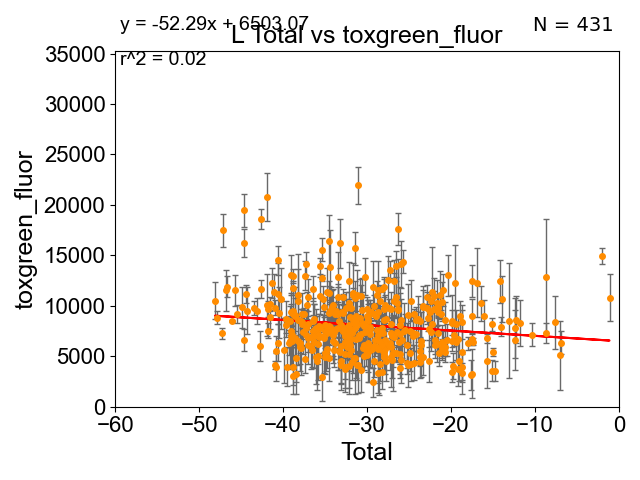 y = -52.29x + 6503.07
N = 431
L Total vs toxgreen_fluor
r^2 = 0.02
35000
30000
25000
20000
15000
10000
5000
0
toxgreen_fluor
−60
−50
−40
−30
−20
−10
0
Total